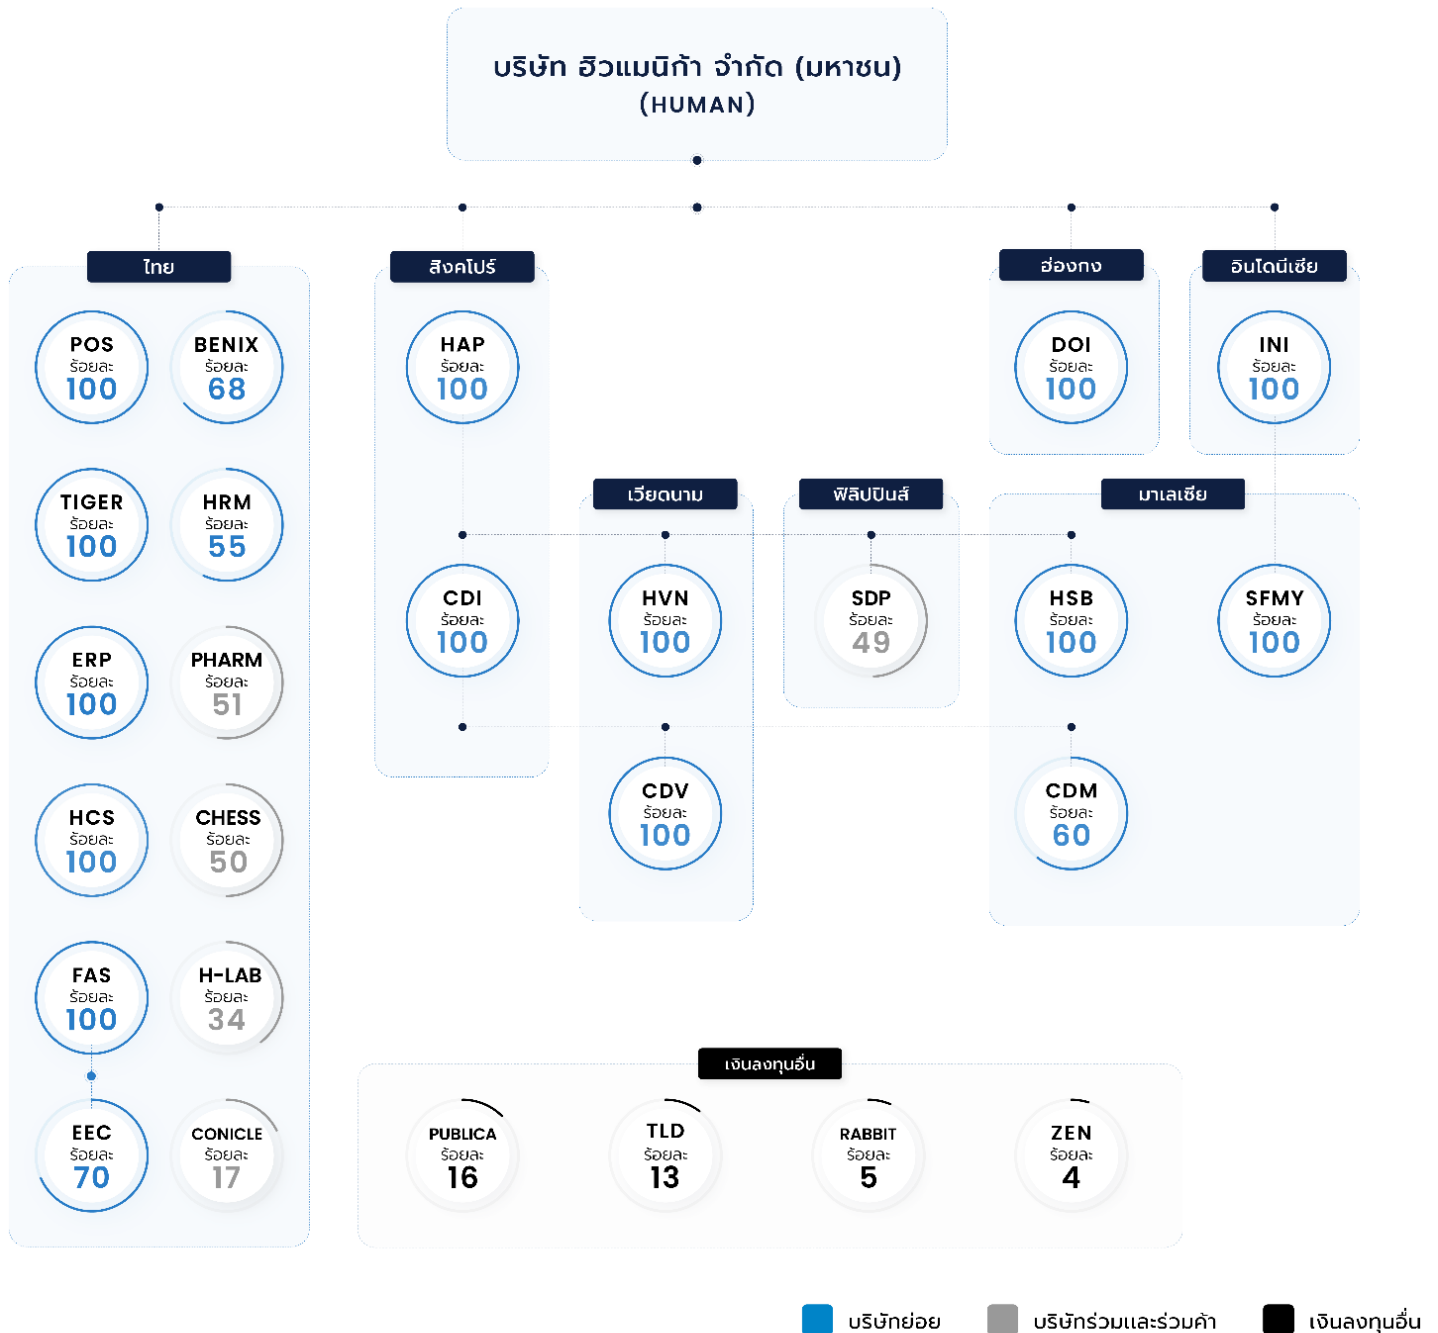 บริษัท ฮิวแมนิก้า จำกัด (มหาชน)
(HUMAN)
ไทย
POS
ร้อยละ
100
BENIX
ร้อยละ
68
TIGER
ร้อยละ
100
HRM
ร้อยละ
55
ERP
ร้อยละ
100
PHARM
ร้อยละ
51
HCS
ร้อยละ
100
CHESS
ร้อยละ
50
FAS
ร้อยละ
100
H-LAB
ร้อยละ
34
EEC
ร้อยละ
70
CONICLE
ร้อยละ
17
สิงคโปร์
HAP
ร้อยละ
100
CDI
ร้อยละ
100
เวียดนาม
HVN
ร้อยละ
100
CDV
ร้อยละ
100
ฟิลิปปินส์
SDP
ร้อยละ
49
ฮ่องกง
DOI
ร้อยละ
100
อินโดนีเซีย
INI
ร้อยละ
100
มาเลเซีย
HSB
ร้อยละ
100
SFMY
ร้อยละ
100
CDM
ร้อยละ
60
เงินลงทุนอื่น
PUBLICA
ร้อยละ
16
TLD
ร้อยละ
13
RABBIT
ร้อยละ
5
ZEN
ร้อยละ
4
บริษัทย่อย
บริษัทร่วมและร่วมค้า
เงินลงทุนอื่น